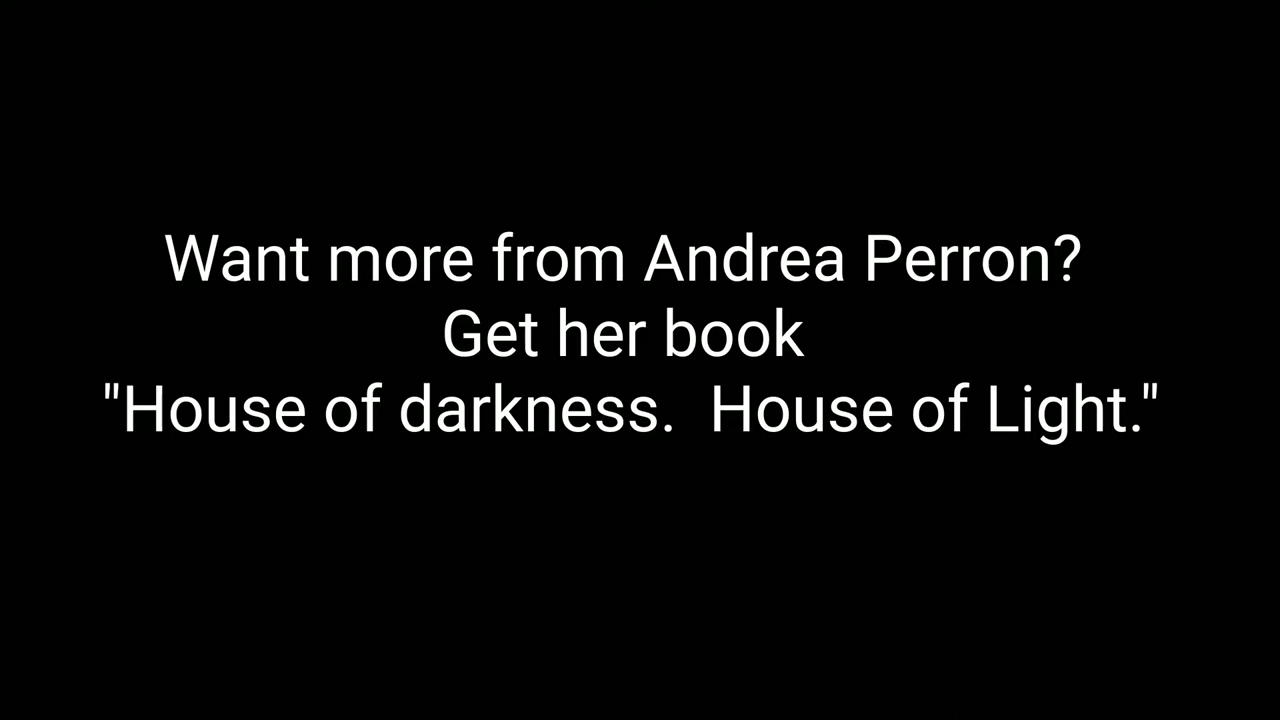 Want more from Andrea Perron?
Get her book
"House of darkness.  House of Light."